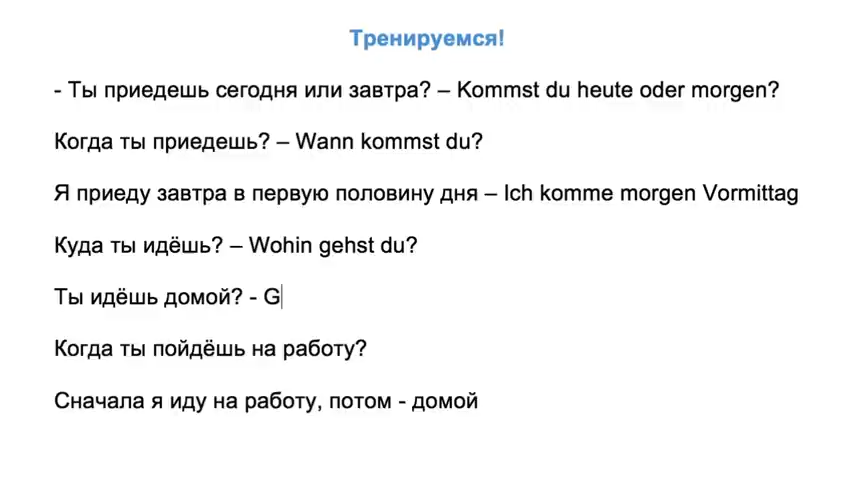 Тренируемся!
- Ты приедешь сегодня или завтра? – Kommst du heute oder morgen?
Когда ты приедешь? – Wann kommst du?
Я приеду завтра в первую половину дня – Ich komme morgen Vormittag
Куда ты идёшь? – Wohin gehst du?
Ты идёшь домой? - G
Когда ты пойдёшь на работу?
Сначала я иду на работу, потом - домой